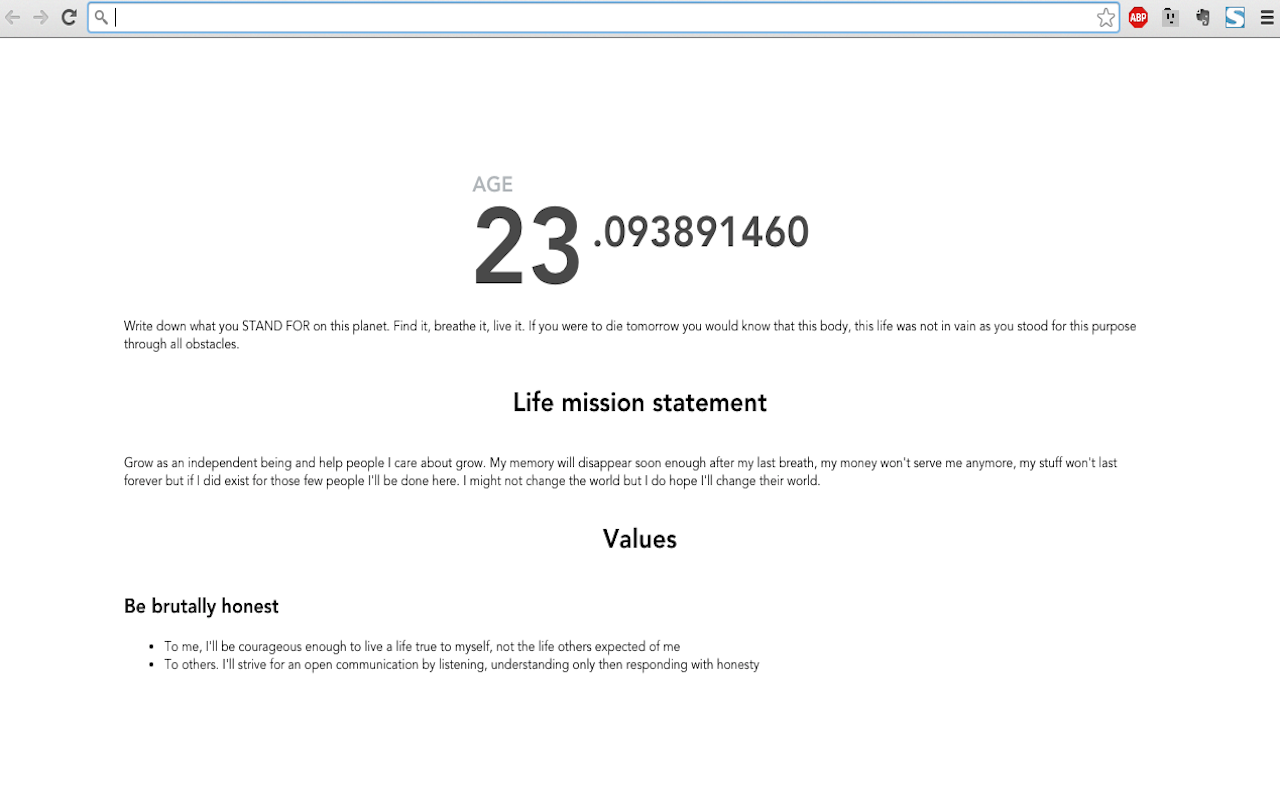 ABP
AGE
23.093891460
Write down what you STAND FOR on this planet. Find it, breathe it, live it. If you were to die tomorrow you would know that this body, this life was not in vain as you stood for this purpose
through all obstacles.
Life mission statement
Grow as an independent being and help people I care about grow. My memory will disappear soon enough after my last breath, my money won't serve me anymore, my stuff won't last
forever but if I did exist for those few people I'll be done here. I might not change the world but I do hope I'll change their world.
Values
Be brutally honest
• To me, I'll be courageous enough to live a life true to myself, not the life others expected of me
• To others. I'll strive for an open communication by listening, understanding only then responding with honesty